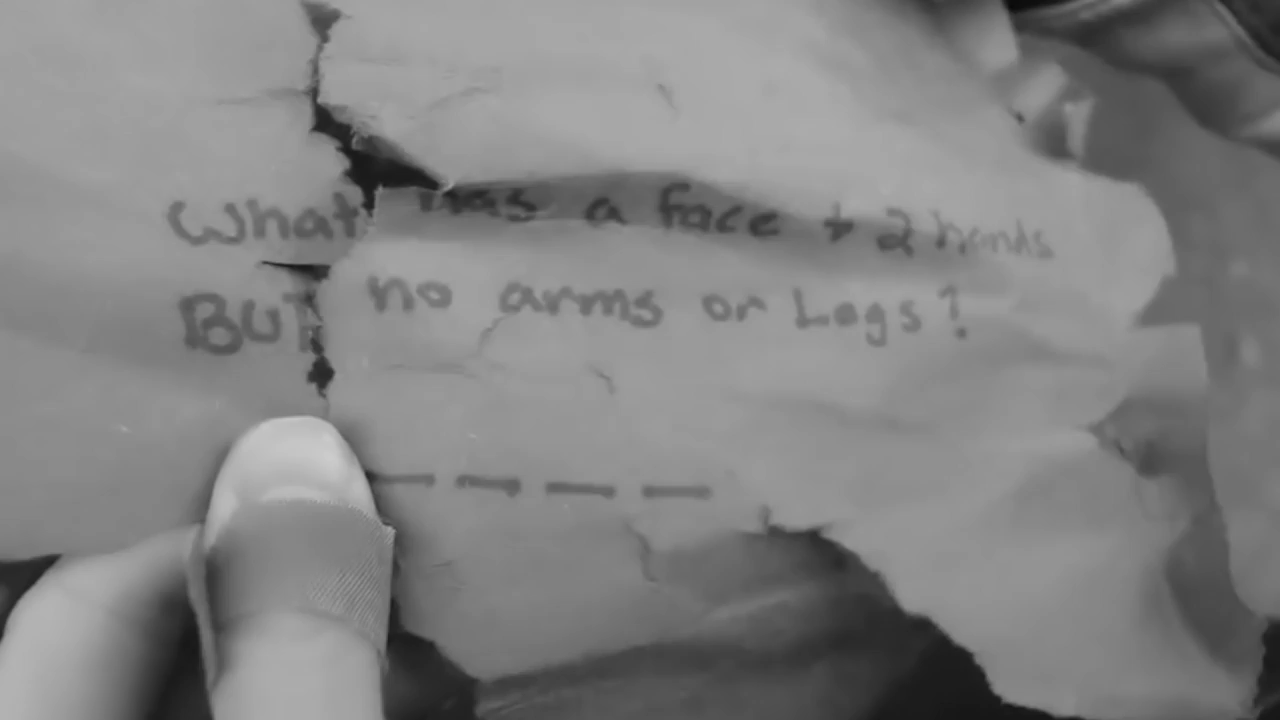 What has a face + 2 hands
BUT no arms or Legs?
_ _ _ _